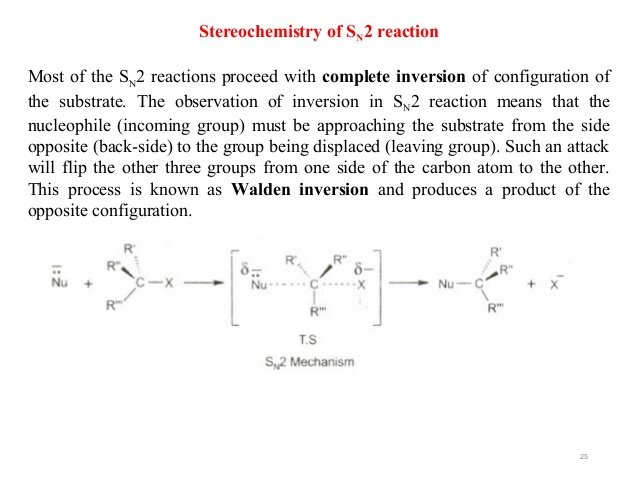 Stereochemistry of SN2 reaction
Most of the SN2 reactions proceed with complete inversion of configuration of
the substrate. The observation of inversion in SN2 reaction means that the
nucleophile (incoming group) must be approaching the substrate from the side
opposite (back-side) to the group being displaced (leaving group). Such an attack
will flip the other three groups from one side of the carbon atom to the other.
This process is known as Walden inversion and produces a product of the
opposite configuration.
R' R' R" R'
R" δ– δ– R"
Nu + C—X Nu------C------X Nu—C + X–
R''' R''' R'''
T.S
SN2 Mechanism
25